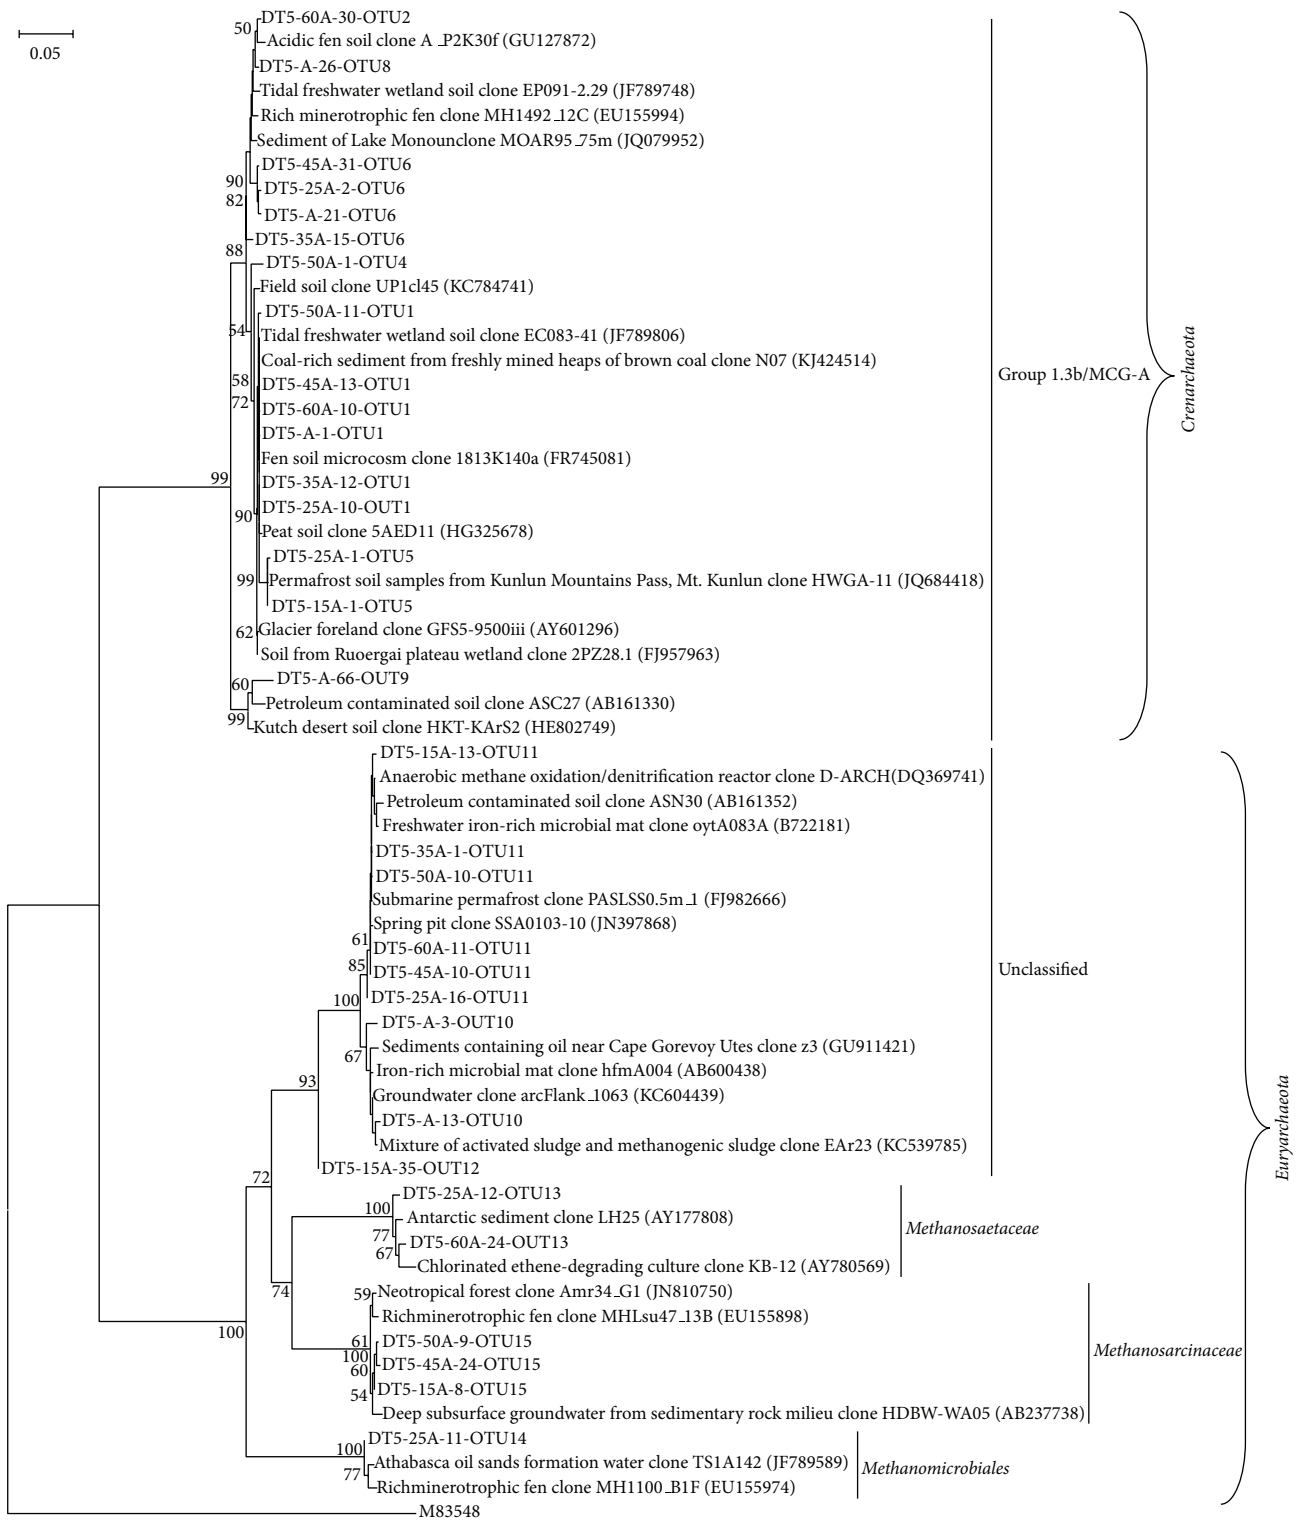 DT5-60A-30-OTU2
50
Acidic fen soil clone A_P2K30f (GU127872)
0.05
DT5-A-26-OTU8
Tidal freshwater wetland soil clone EP091-2.29 (JF789748)
Rich minerotrophic fen clone MH1492_12C (EU155994)
Sediment of Lake Monounclone MOAR95_75m (JQ079952)
DT5-45A-31-OTU6
90
DT5-25A-2-OTU6
82
DT5-A-21-OTU6
DT5-35A-15-OTU6
88
DT5-50A-1-OTU4
Field soil clone UP1cl45 (KC784741)
DT5-50A-11-OTU1
54
Tidal freshwater wetland soil clone EC083-41 (JF789806)
Coal-rich sediment from freshly mined heaps of brown coal clone N07 (KJ424514)
Group 1.3b/MCG-A
Crenarchaeota
58
DT5-45A-13-OTU1
72
DT5-60A-10-OTU1
DT5-A-1-OTU1
Fen soil microcosm clone 1813K140a (FR745081)
99
DT5-35A-12-OTU1
DT5-25A-10-OUT1
90
Peat soil clone 5AED11 (HG325678)
DT5-25A-1-OTU5
99
Permafrost soil samples from Kunlun Mountains Pass, Mt. Kunlun clone HWGA-11 (JQ684418)
DT5-15A-1-OTU5
62
Glacier foreland clone GFS5-9500iii (AY601296)
Soil from Ruoergai plateau wetland clone 2PZ28.1 (FJ957963)
DT5-A-66-OUT9
60
Petroleum contaminated soil clone ASC27 (AB161330)
99
Kutch desert soil clone HKT-KArS2 (HE802749)
DT5-15A-13-OTU11
Anaerobic methane oxidation/denitrification reactor clone D-ARCH(DQ369741)
Petroleum contaminated soil clone ASN30 (AB161352)
Freshwater iron-rich microbial mat clone oytA083A (B722181)
DT5-35A-1-OTU11
DT5-50A-10-OTU11
Submarine permafrost clone PASLSS0.5m_1 (FJ982666)
Spring pit clone SSA0103-10 (JN397868)
61
DT5-60A-11-OTU11
85
DT5-45A-10-OTU11
Unclassified
DT5-25A-16-OTU11
100
DT5-A-3-OUT10
Sediments containing oil near Cape Gorevoy Utes clone z3 (GU911421)
67
Iron-rich microbial mat clone hfmA004 (AB600438)
93
Groundwater clone arcFlank_1063 (KC604439)
DT5-A-13-OTU10
Euryarchaeota
Mixture of activated sludge and methanogenic sludge clone EAr23 (KC539785)
DT5-15A-35-OUT12
72
DT5-25A-12-OTU13
100
Antarctic sediment clone LH25 (AY177808)
Methanosaetaceae
77
DT5-60A-24-OUT13
67
Chlorinated ethene-degrading culture clone KB-12 (AY780569)
74
59
Neotropical forest clone Amr34_G1 (JN810750)
Richminerotrophic fen clone MHLsu47_13B (EU155898)
100
61
DT5-50A-9-OTU15
Methanosarcinaceae
100
DT5-45A-24-OTU15
60
DT5-15A-8-OTU15
54
Deep subsurface groundwater from sedimentary rock milieu clone HDBW-WA05 (AB237738)
DT5-25A-11-OTU14
100
Athabasca oil sands formation water clone TS1A142 (JF789589)
Methanomicrobiales
77
Richminerotrophic fen clone MH1100_B1F (EU155974)
M83548